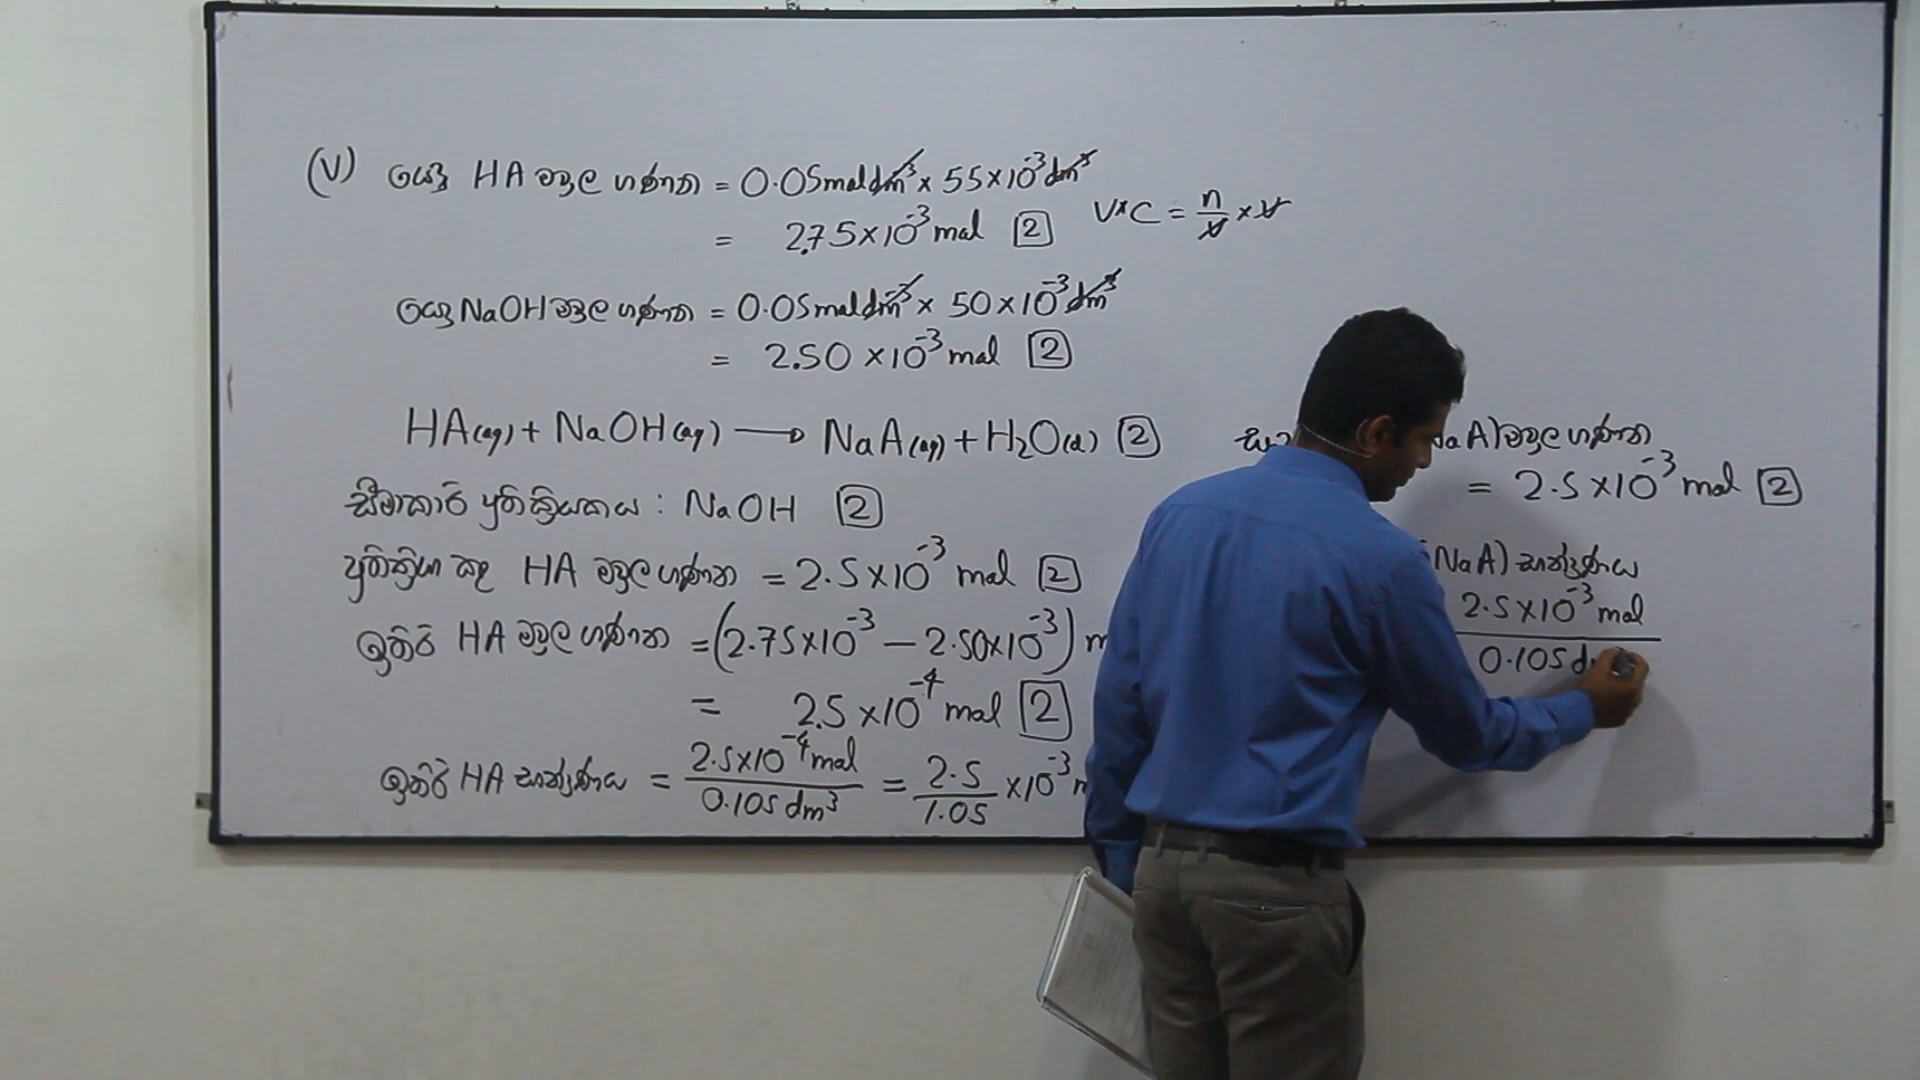 (V) යෙදූ HA මවුල ගණන = 0.05 mol dm⁻³ × 55×10⁻³ dm³
= 2.75×10⁻³ mol [2]
V×C = n/V × V
යෙදූ NaOH මවුල ගණන = 0.05 mol dm⁻³ × 50×10⁻³ dm³
= 2.50 ×10⁻³ mol [2]
HA(aq) + NaOH(aq) ⟶ NaA(aq) + H₂O(l) [2]
සීමාකාරී ප්‍රතික්‍රියකය : NaOH [2]
ප්‍රතික්‍රියා කළ HA මවුල ගණන = 2.5×10⁻³ mol [2]
ඉතිරි HA මවුල ගණන = (2.75×10⁻³ − 2.50×10⁻³) m
= 2.5 ×10⁻⁴ mol [2]
ඉතිරි HA සාන්ද්‍රණය = 2.5×10⁻⁴ mol / 0.105 dm³ = 2.5/1.05 ×10⁻³
aA) මවුල ගණන
= 2.5 ×10⁻³ mol [2]
NaA) සාන්ද්‍රණය
2.5×10⁻³ mol
0.105 d